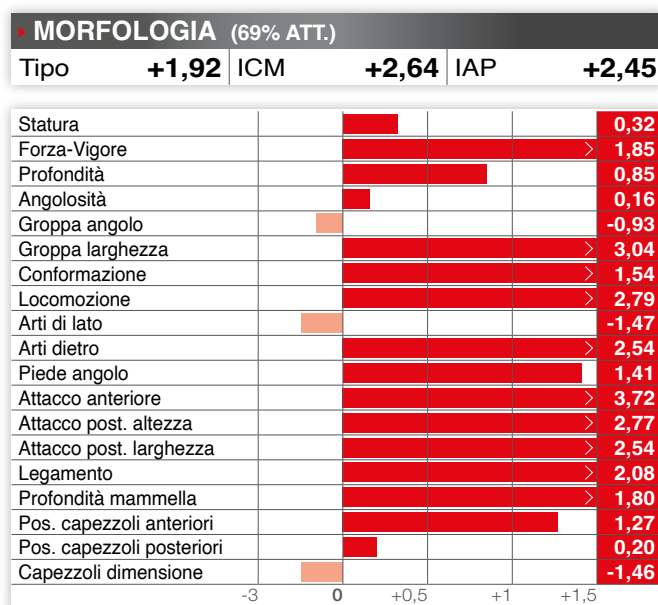 MORFOLOGIA (69% ATT.)
Tipo +1,92 ICM +2,64 IAP +2,45
Statura 0,32
Forza-Vigore 1,85
Profondità 0,85
Angolosità 0,16
Groppa angolo -0,93
Groppa larghezza 3,04
Conformazione 1,54
Locomozione 2,79
Arti di lato -1,47
Arti dietro 2,54
Piede angolo 1,41
Attacco anteriore 3,72
Attacco post. altezza 2,77
Attacco post. larghezza 2,54
Legamento 2,08
Profondità mammella 1,80
Pos. capezzoli anteriori 1,27
Pos. capezzoli posteriori 0,20
Capezzoli dimensione -1,46
-3 0 +0,5 +1 +1,5